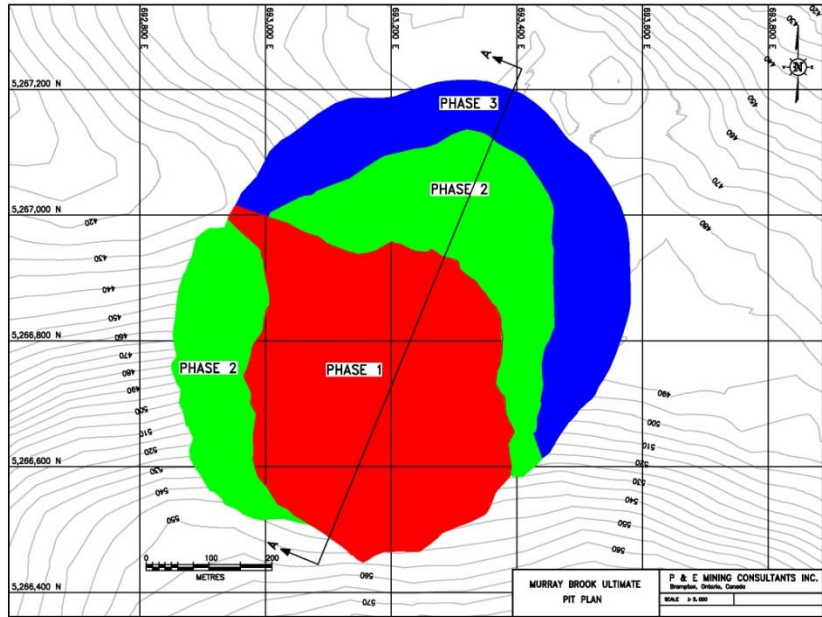 692,800 E
693,000 E
693,200 E
693,400 E
693,600 E
693,800 E
430
420
440
A
N
5,267,200 N
PHASE 3
450
460
PHASE 2
470
420
5,267,000 N
480
430
440
450
460
5,266,800 N
470
PHASE 2
PHASE 1
480
490
490
500
500
510
510
520
5,266,600 N
520
530
530
540
540
550
550
A
560
0 100 200
METRES
560
5,266,400 N
570
MURRAY BROOK ULTIMATE
PIT PLAN
P & E MINING CONSULTANTS INC.
Brampton, Ontario, Canada
SCALE